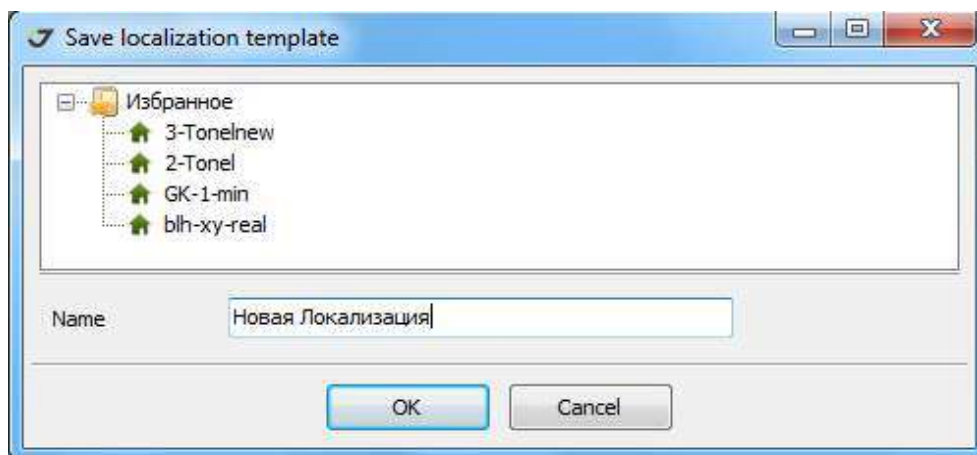 Save localization template
Избранное
3-Tonelnew
2-Tonel
GK-1-min
blh-xy-real
Name Новая Локализация
OK Cancel